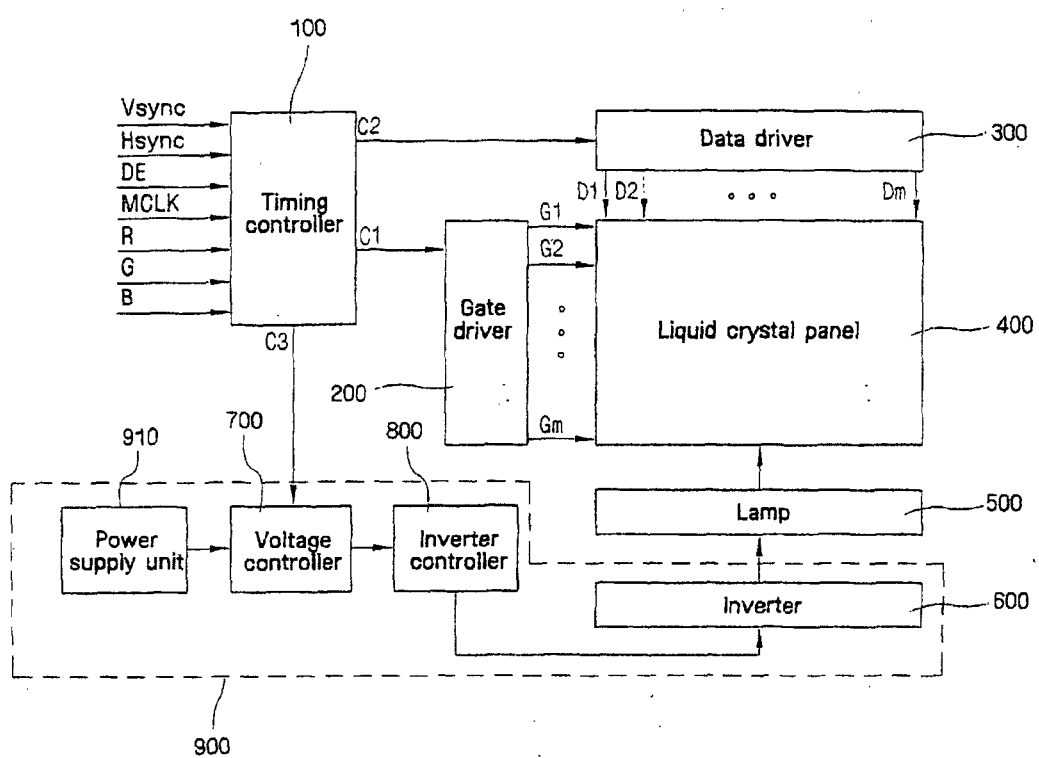 100
Vsync
Hsync
DE
MCLK
R
G
B
Timing
controller
C2
C1
C3
Data driver
300
D1 D2 Dm
G1
G2
Gm
Gate
driver
200
Liquid crystal panel
400
910
700
800
Power
supply unit
Voltage
controller
Inverter
controller
Lamp
500
Inverter
600
900